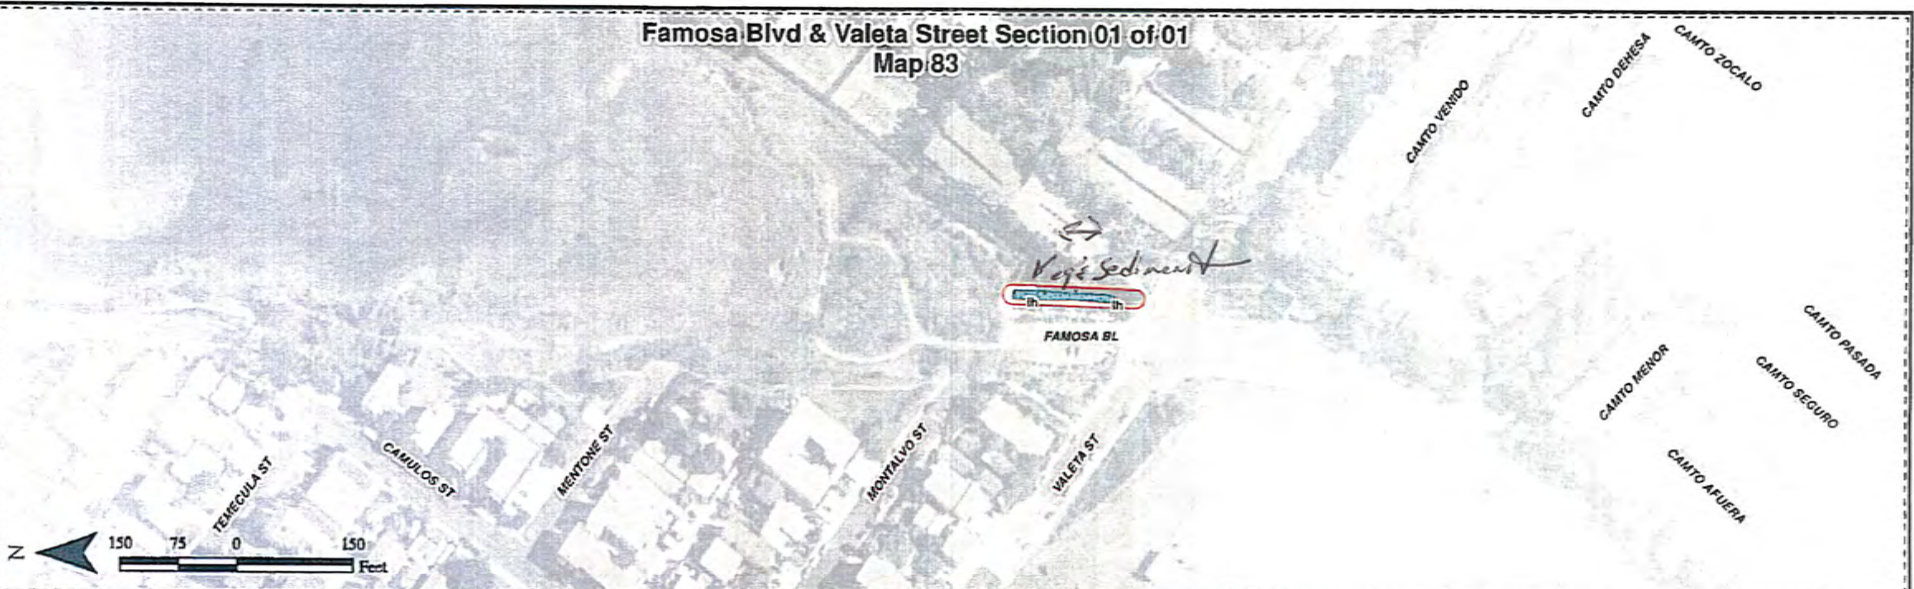 Famosa Blvd & Valeta Street Section 01 of 01
Map 83
CAMTO VENIDO
CAMTO DEHESA
CAMTO ZOCALO
Veg & Sediment
lh
lh
FAMOSA BL
CAMTO PASADA
CAMTO MENOR
CAMTO SEGURO
CAMTO AFUERA
TEMECULA ST
CAMULOS ST
MENTONE ST
MONTALVO ST
VALETA ST
N
150 75 0 150
Feet